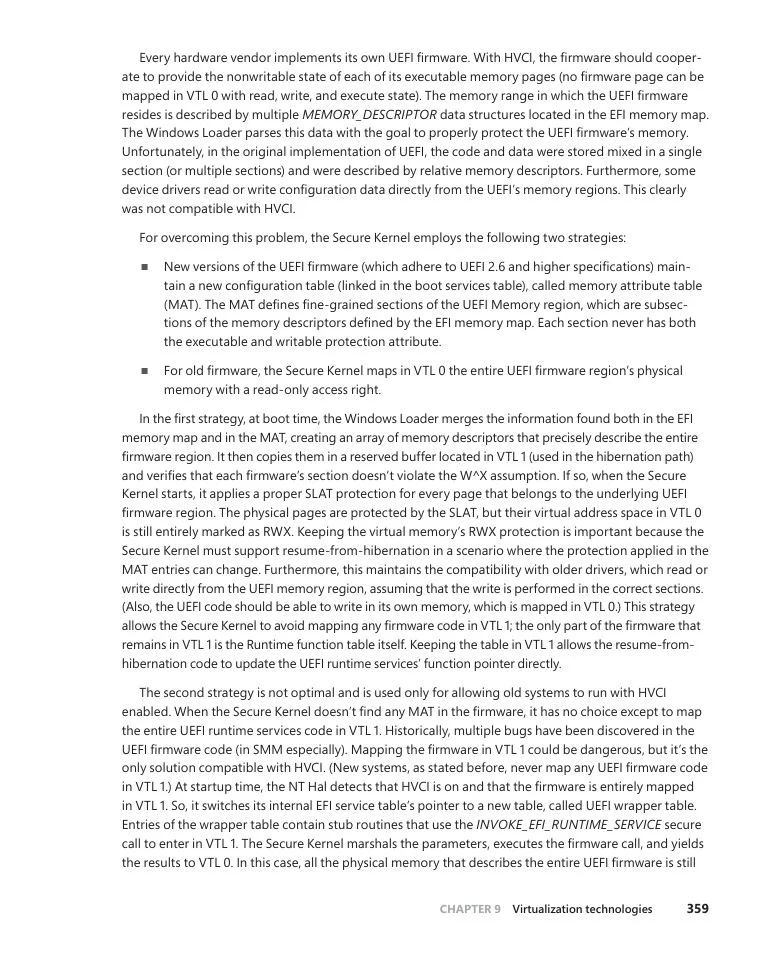 Every hardware vendor implements its own UEFI firmware. With HVCI, the firmware should cooper-
ate to provide the nonwritable state of each of its executable memory pages (no firmware page can be
mapped in VTL 0 with read, write, and execute state). The memory range in which the UEFI firmware
resides is described by multiple MEMORY_DESCRIPTOR data structures located in the EFI memory map.
The Windows Loader parses this data with the goal to properly protect the UEFI firmware's memory.
Unfortunately, in the original implementation of UEFI, the code and data were stored mixed in a single
section (or multiple sections) and were described by relative memory descriptors. Furthermore, some
device drivers read or write configuration data directly from the UEFI's memory regions. This clearly
was not compatible with HVCI.
For overcoming this problem, the Secure Kernel employs the following two strategies:
■ New versions of the UEFI firmware (which adhere to UEFI 2.6 and higher specifications) main-
tain a new configuration table (linked in the boot services table), called memory attribute table
(MAT). The MAT defines fine-grained sections of the UEFI Memory region, which are subsec-
tions of the memory descriptors defined by the EFI memory map. Each section never has both
the executable and writable protection attribute.
■ For old firmware, the Secure Kernel maps in VTL 0 the entire UEFI firmware region's physical
memory with a read-only access right.
In the first strategy, at boot time, the Windows Loader merges the information found both in the EFI
memory map and in the MAT, creating an array of memory descriptors that precisely describe the entire
firmware region. It then copies them in a reserved buffer located in VTL 1 (used in the hibernation path)
and verifies that each firmware's section doesn't violate the W^X assumption. If so, when the Secure
Kernel starts, it applies a proper SLAT protection for every page that belongs to the underlying UEFI
firmware region. The physical pages are protected by the SLAT, but their virtual address space in VTL 0
is still entirely marked as RWX. Keeping the virtual memory's RWX protection is important because the
Secure Kernel must support resume-from-hibernation in a scenario where the protection applied in the
MAT entries can change. Furthermore, this maintains the compatibility with older drivers, which read or
write directly from the UEFI memory region, assuming that the write is performed in the correct sections.
(Also, the UEFI code should be able to write in its own memory, which is mapped in VTL 0.) This strategy
allows the Secure Kernel to avoid mapping any firmware code in VTL 1; the only part of the firmware that
remains in VTL 1 is the Runtime function table itself. Keeping the table in VTL 1 allows the resume-from-
hibernation code to update the UEFI runtime services' function pointer directly.
The second strategy is not optimal and is used only for allowing old systems to run with HVCI
enabled. When the Secure Kernel doesn't find any MAT in the firmware, it has no choice except to map
the entire UEFI runtime services code in VTL 1. Historically, multiple bugs have been discovered in the
UEFI firmware code (in SMM especially). Mapping the firmware in VTL 1 could be dangerous, but it's the
only solution compatible with HVCI. (New systems, as stated before, never map any UEFI firmware code
in VTL 1.) At startup time, the NT Hal detects that HVCI is on and that the firmware is entirely mapped
in VTL 1. So, it switches its internal EFI service table's pointer to a new table, called UEFI wrapper table.
Entries of the wrapper table contain stub routines that use the INVOKE_EFI_RUNTIME_SERVICE secure
call to enter in VTL 1. The Secure Kernel marshals the parameters, executes the firmware call, and yields
the results to VTL 0. In this case, all the physical memory that describes the entire UEFI firmware is still
CHAPTER 9 Virtualization technologies 359